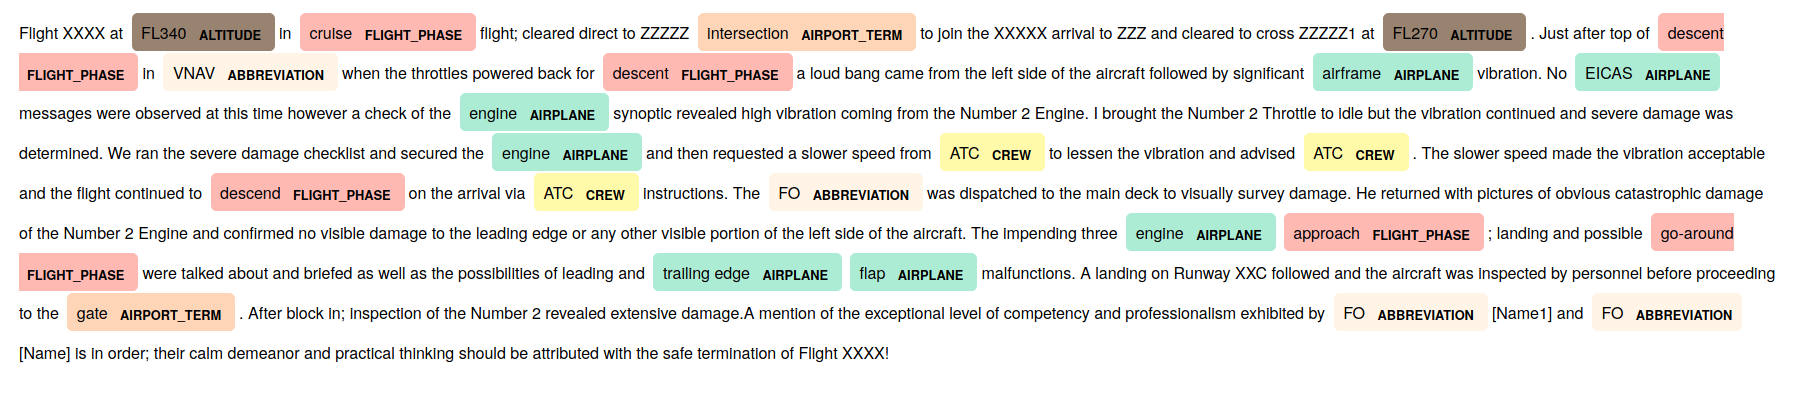 Flight XXXX at FL340 ALTITUDE in cruise FLIGHT_PHASE flight; cleared direct to ZZZZZ intersection AIRPORT_TERM to join the XXXXX arrival to ZZZ and cleared to cross ZZZZZ1 at FL270 ALTITUDE . Just after top of descent
FLIGHT_PHASE in VNAV ABBREVIATION when the throttles powered back for descent FLIGHT_PHASE a loud bang came from the left side of the aircraft followed by significant airframe AIRPLANE vibration. No EICAS AIRPLANE
messages were observed at this time however a check of the engine AIRPLANE synoptic revealed high vibration coming from the Number 2 Engine. I brought the Number 2 Throttle to idle but the vibration continued and severe damage was
determined. We ran the severe damage checklist and secured the engine AIRPLANE and then requested a slower speed from ATC CREW to lessen the vibration and advised ATC CREW . The slower speed made the vibration acceptable
and the flight continued to descend FLIGHT_PHASE on the arrival via ATC CREW instructions. The FO ABBREVIATION was dispatched to the main deck to visually survey damage. He returned with pictures of obvious catastrophic damage
of the Number 2 Engine and confirmed no visible damage to the leading edge or any other visible portion of the left side of the aircraft. The impending three engine AIRPLANE approach FLIGHT_PHASE ; landing and possible go-around
FLIGHT_PHASE were talked about and briefed as well as the possibilities of leading and trailing edge AIRPLANE flap AIRPLANE malfunctions. A landing on Runway XXC followed and the aircraft was inspected by personnel before proceeding
to the gate AIRPORT_TERM . After block in; inspection of the Number 2 revealed extensive damage.A mention of the exceptional level of competency and professionalism exhibited by FO ABBREVIATION [Name1] and FO ABBREVIATION
[Name] is in order; their calm demeanor and practical thinking should be attributed with the safe termination of Flight XXXX!